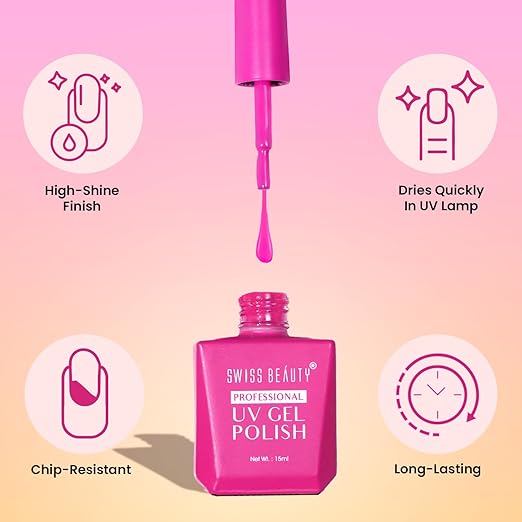 High-Shine
Finish
Dries Quickly
In UV Lamp
SWISS BEAUTY®
PROFESSIONAL
UV GEL
POLISH
Net Wt. : 15ml
Chip-Resistant
Long-Lasting